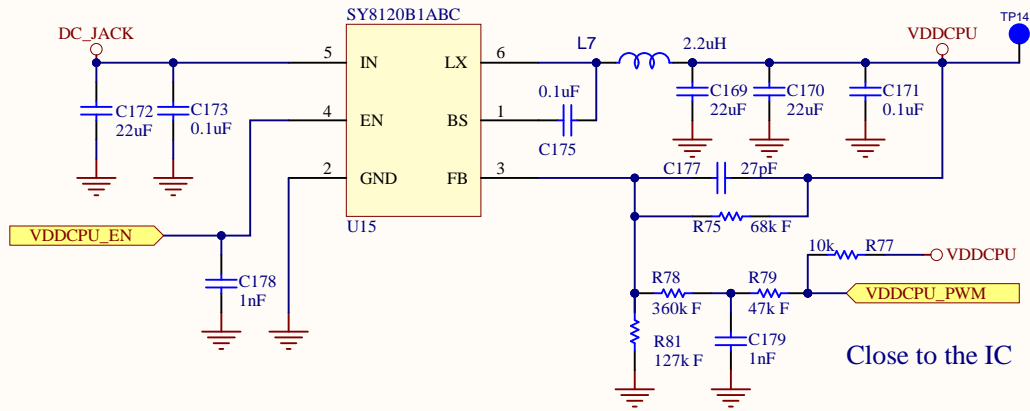 SY8120B1ABC
TP14
DC_JACK
L7
2.2uH
VDDCPU
5 IN LX 6
C172
22uF
C173
0.1uF
0.1uF
C175
C169
22uF
C170
22uF
C171
0.1uF
4 EN BS 1
2 GND FB 3
C177 27pF
U15
R75 68k F
VDDCPU_EN
10k R77
VDDCPU
C178
1nF
R78
360k F
R79
47k F
VDDCPU_PWM
R81
127k F
C179
1nF
Close to the IC